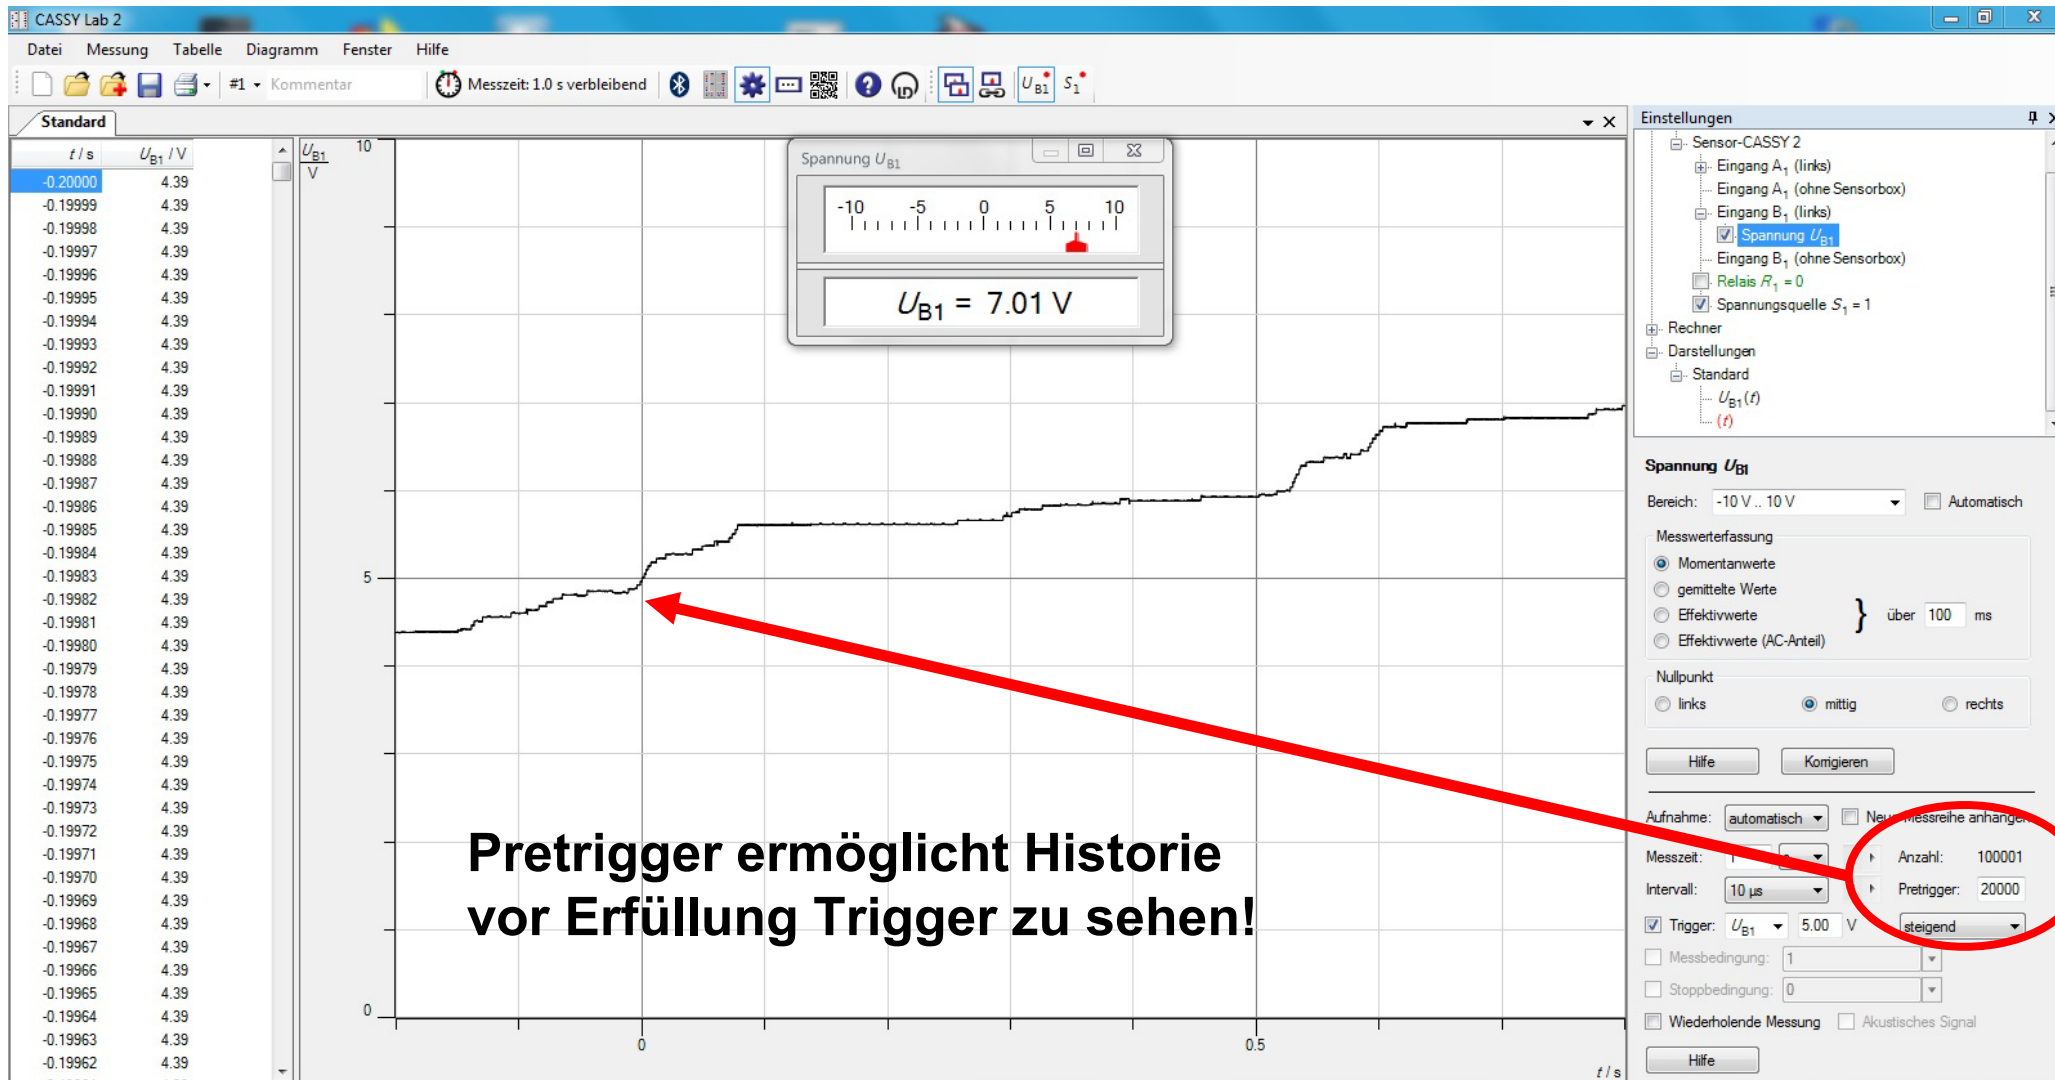 CASSY Lab 2
Datei Messung Tabelle Diagramm Fenster Hilfe
#1 Kommentar Messzeit: 1.0 s verbleibend UB1 S1
Standard
t / s UB1 / V
-0.20000 4.39
-0.19999 4.39
-0.19998 4.39
-0.19997 4.39
-0.19996 4.39
-0.19995 4.39
-0.19994 4.39
-0.19993 4.39
-0.19992 4.39
-0.19991 4.39
-0.19990 4.39
-0.19989 4.39
-0.19988 4.39
-0.19987 4.39
-0.19986 4.39
-0.19985 4.39
-0.19984 4.39
-0.19983 4.39
-0.19982 4.39
-0.19981 4.39
-0.19980 4.39
-0.19979 4.39
-0.19978 4.39
-0.19977 4.39
-0.19976 4.39
-0.19975 4.39
-0.19974 4.39
-0.19973 4.39
-0.19972 4.39
-0.19971 4.39
-0.19970 4.39
-0.19969 4.39
-0.19968 4.39
-0.19967 4.39
-0.19966 4.39
-0.19965 4.39
-0.19964 4.39
-0.19963 4.39
-0.19962 4.39
UB1
V
10
5
0
0 0.5
t / s
Spannung UB1
-10 -5 0 5 10
UB1 = 7.01 V
Pretrigger ermöglicht Historie
vor Erfüllung Trigger zu sehen!
Einstellungen
Sensor-CASSY 2
Eingang A1 (links)
Eingang A1 (ohne Sensorbox)
Eingang B1 (links)
Spannung UB1
Eingang B1 (ohne Sensorbox)
Relais R1 = 0
Spannungsquelle S1 = 1
Rechner
Darstellungen
Standard
UB1(t)
(t)
Spannung UB1
Bereich: -10 V .. 10 V Automatisch
Messwerterfassung
Momentanwerte
gemittelte Werte
Effektivwerte } über 100 ms
Effektivwerte (AC-Anteil)
Nullpunkt
links mittig rechts
Hilfe Korrigieren
Aufnahme: automatisch Messreihe
Messzeit: Anzahl: 100001
Intervall: 10 µs Pretrigger: 20000
Trigger: UB1 5.00 V steigend
Messbedingung: 1
Stoppbedingung: 0
Wiederholende Messung Akustisches Signal
Hilfe